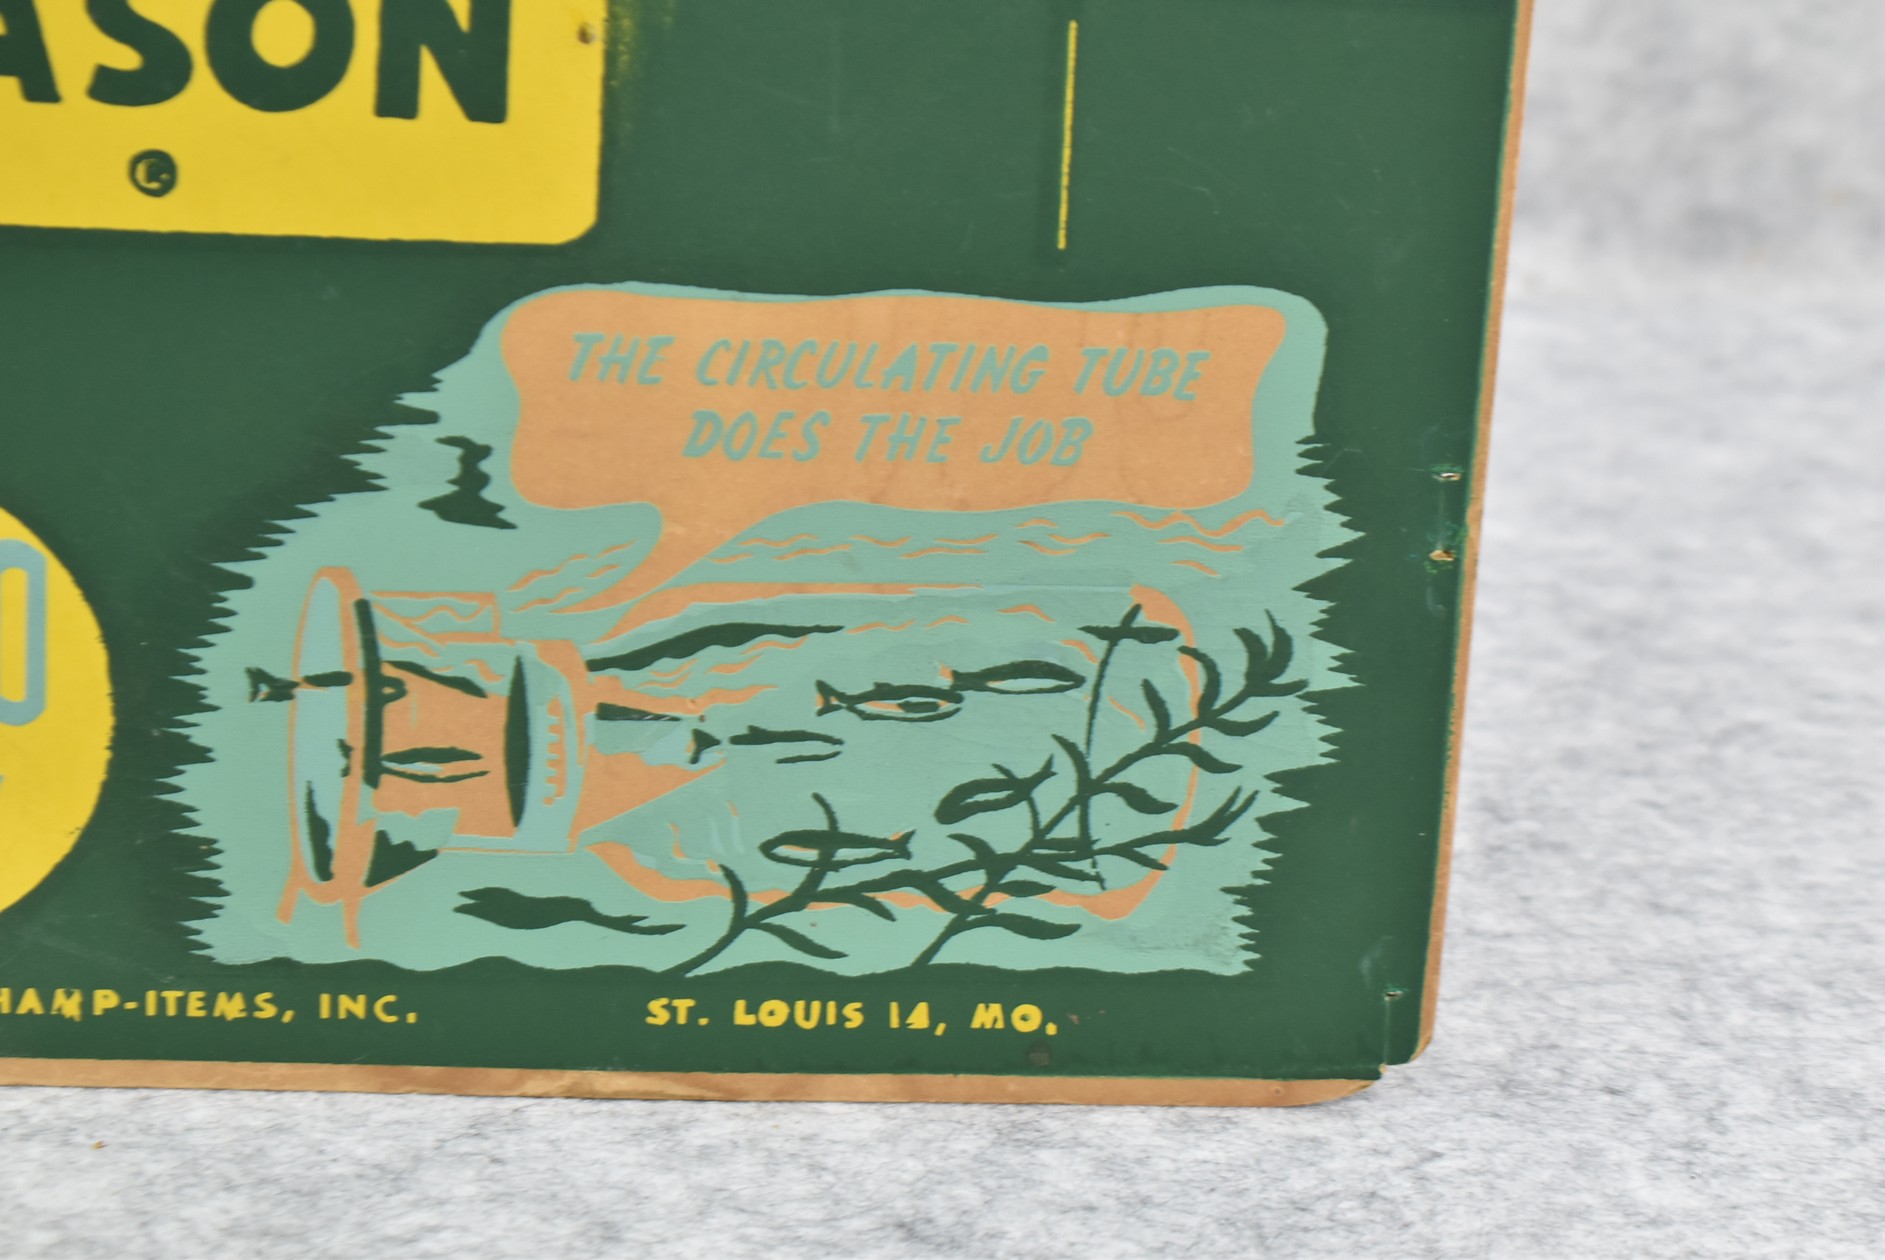 ASON
THE CIRCULATING TUBE
DOES THE JOB
HAMP-ITEMS, INC. ST. LOUIS 14, MO.